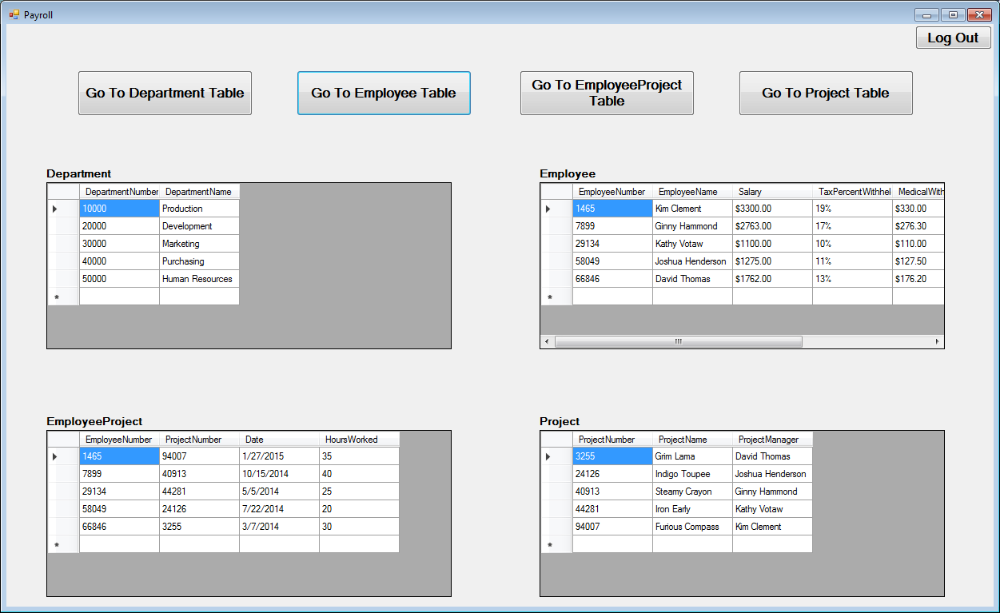 Payroll
Log Out
Go To Department Table
Go To Employee Table
Go To EmployeeProject
Table
Go To Project Table
Department
DepartmentNumber DepartmentName
10000 Production
20000 Development
30000 Marketing
40000 Purchasing
50000 Human Resources
*
Employee
EmployeeNumber EmployeeName Salary TaxPercentWithhel MedicalWith
1465 Kim Clement $3300.00 19% $330.00
7899 Ginny Hammond $2763.00 17% $276.30
29134 Kathy Votaw $1100.00 10% $110.00
58049 Joshua Henderson $1275.00 11% $127.50
66846 David Thomas $1762.00 13% $176.20
*
EmployeeProject
EmployeeNumber ProjectNumber Date HoursWorked
1465 94007 1/27/2015 35
7899 40913 10/15/2014 40
29134 44281 5/5/2014 25
58049 24126 7/22/2014 20
66846 3255 3/7/2014 30
*
Project
ProjectNumber ProjectName ProjectManager
3255 Grim Lama David Thomas
24126 Indigo Toupee Joshua Henderson
40913 Steamy Crayon Ginny Hammond
44281 Iron Early Kathy Votaw
94007 Furious Compass Kim Clement
*